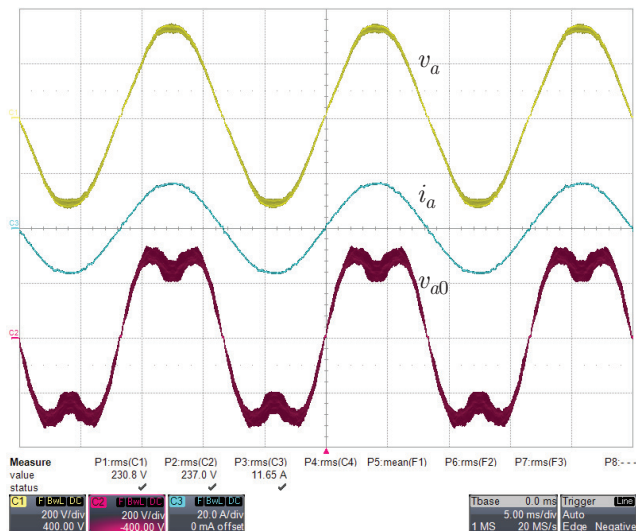 v_a
C1
i_a
C3
v_a0
C2
Measure P1:rms(C1) P2:rms(C2) P3:rms(C3) P4:rms(C4) P5:mean(F1) P6:rms(F2) P7:rms(F3) P8:---
value 230.8 V 237.0 V 11.65 A
status ✓ ✓ ✓
C1 F BwL DC C2 F BwL DC C3 F BwL DC Tbase 0.0 ms Trigger Line
200 V/div 200 V/div 20.0 A/div 5.00 ms/div Auto
400.00 V -400.00 V 0 mA offset 1 MS 20 MS/s Edge Negative